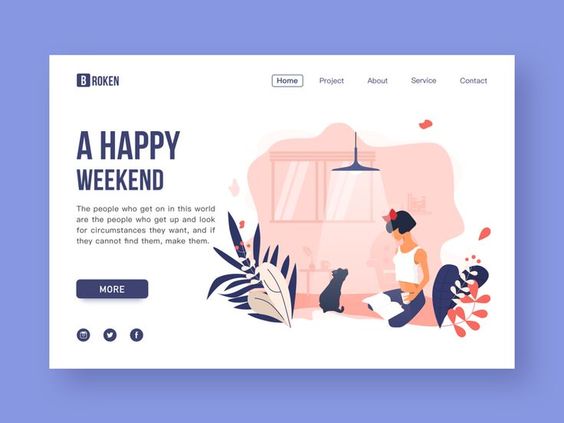 BROKEN
Home Project About Service Contact
A HAPPY
WEEKEND
The people who get on in this world
are the people who get up and look
for circumstances they want, and if
they cannot find them, make them.
MORE